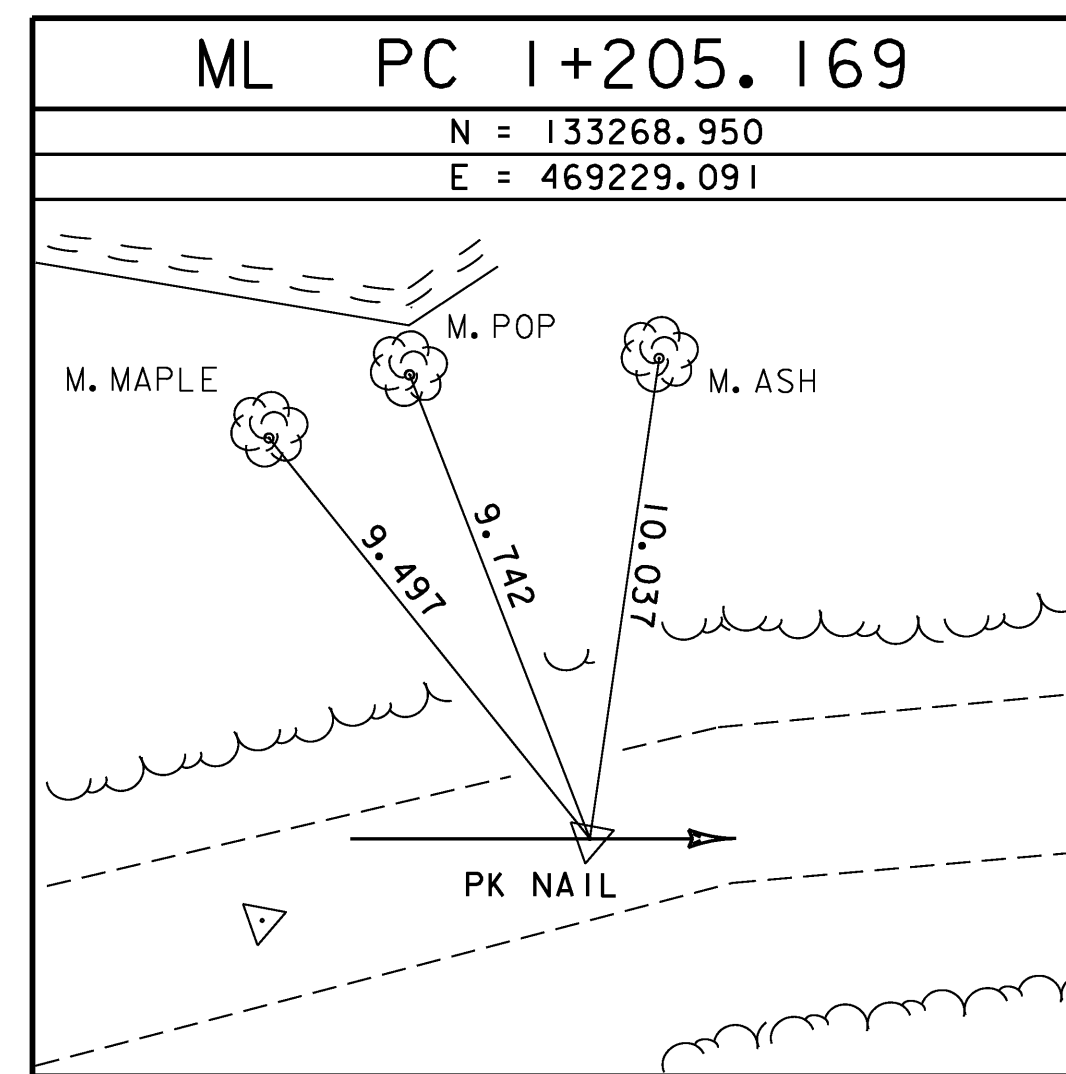 ML PC 1+205.169
N = 133268.950
E = 469229.091
M. POP
M. MAPLE
M. ASH
9.497
9.742
10.037
PK NAIL